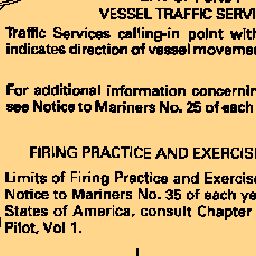 VESSEL TRAFFIC SERVI
Traffic Services calling-in point with
indicates direction of vessel moveme
For additional information concernin
see Notice to Mariners No. 25 of each
FIRING PRACTICE AND EXERCIS
Limits of Firing Practice and Exercise
Notice to Mariners No. 35 of each ye
States of America, consult Chapter
Pilot, Vol 1.